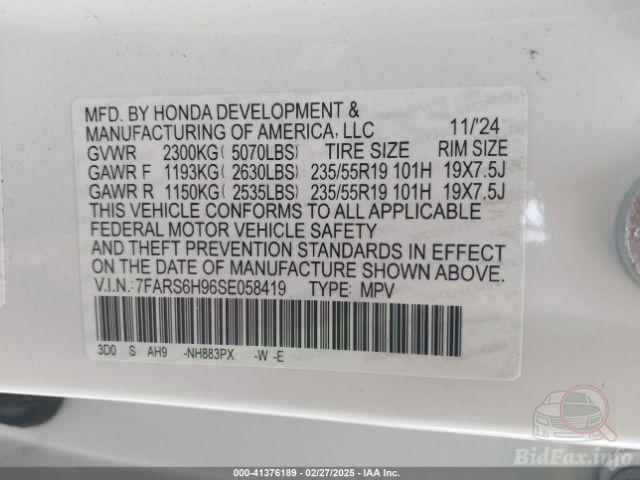 MFD. BY HONDA DEVELOPMENT &
MANUFACTURING OF AMERICA, LLC 11/'24
GVWR 2300KG(5070LBS) TIRE SIZE RIM SIZE
GAWR F 1193KG(2630LBS) 235/55R19 101H 19X7.5J
GAWR R 1150KG(2535LBS) 235/55R19 101H 19X7.5J
THIS VEHICLE CONFORMS TO ALL APPLICABLE
FEDERAL MOTOR VEHICLE SAFETY
AND THEFT PREVENTION STANDARDS IN EFFECT
ON THE DATE OF MANUFACTURE SHOWN ABOVE.
V.I.N.:7FARS6H96SE058419 TYPE: MPV
3D0 S AH9 -NH883PX -W -E
BidFax.info
00-41376189 - 02/27/2025 - IAA Inc.